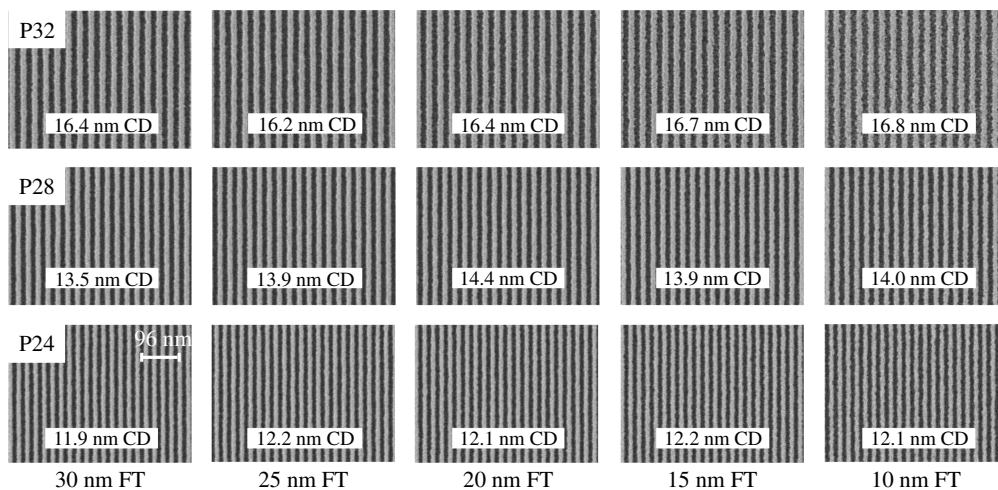 P32
16.4 nm CD
16.2 nm CD
16.4 nm CD
16.7 nm CD
16.8 nm CD
P28
13.5 nm CD
13.9 nm CD
14.4 nm CD
13.9 nm CD
14.0 nm CD
P24
96 nm
11.9 nm CD
12.2 nm CD
12.1 nm CD
12.2 nm CD
12.1 nm CD
30 nm FT
25 nm FT
20 nm FT
15 nm FT
10 nm FT